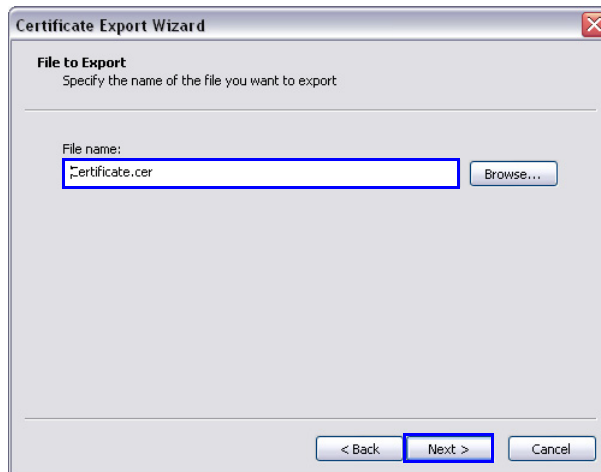 Certificate Export Wizard
File to Export
Specify the name of the file you want to export
File name:
Certificate.cer
Browse...
< Back Next > Cancel